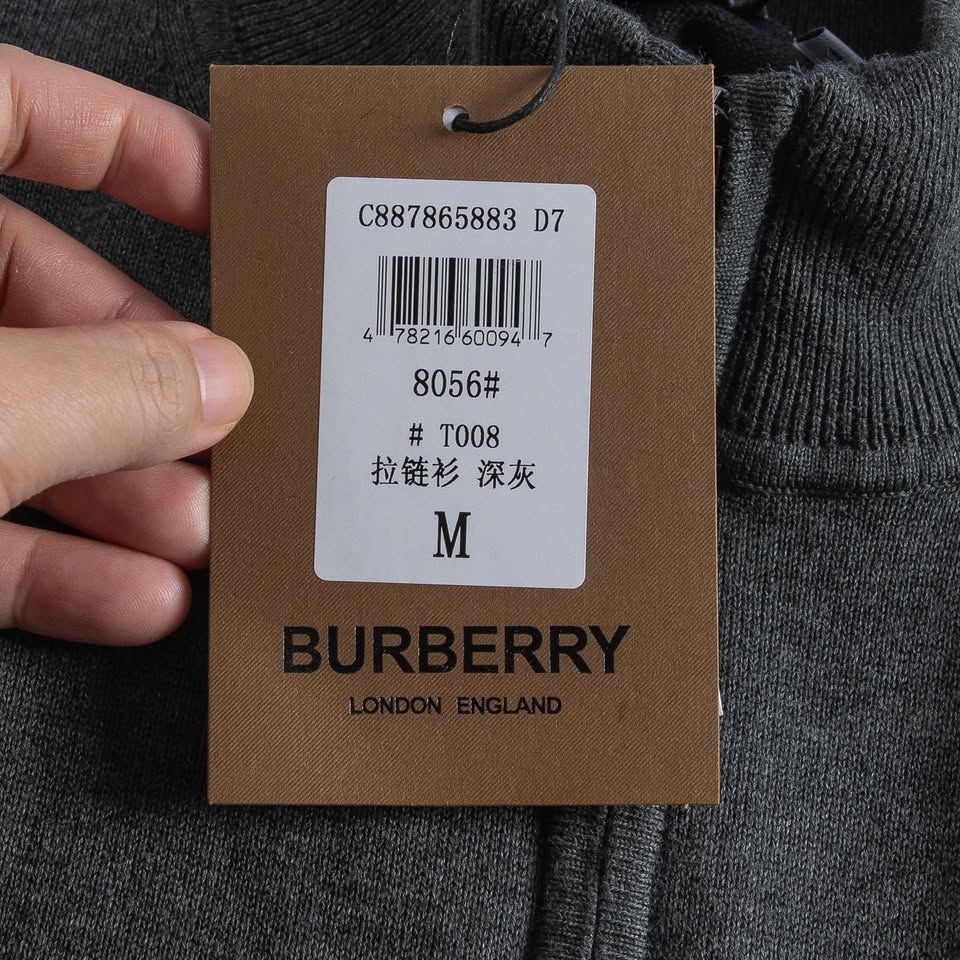 C887865883 D7
4 78216 60094 7
8056#
# T008
拉链衫 深灰
M
BURBERRY
LONDON ENGLAND